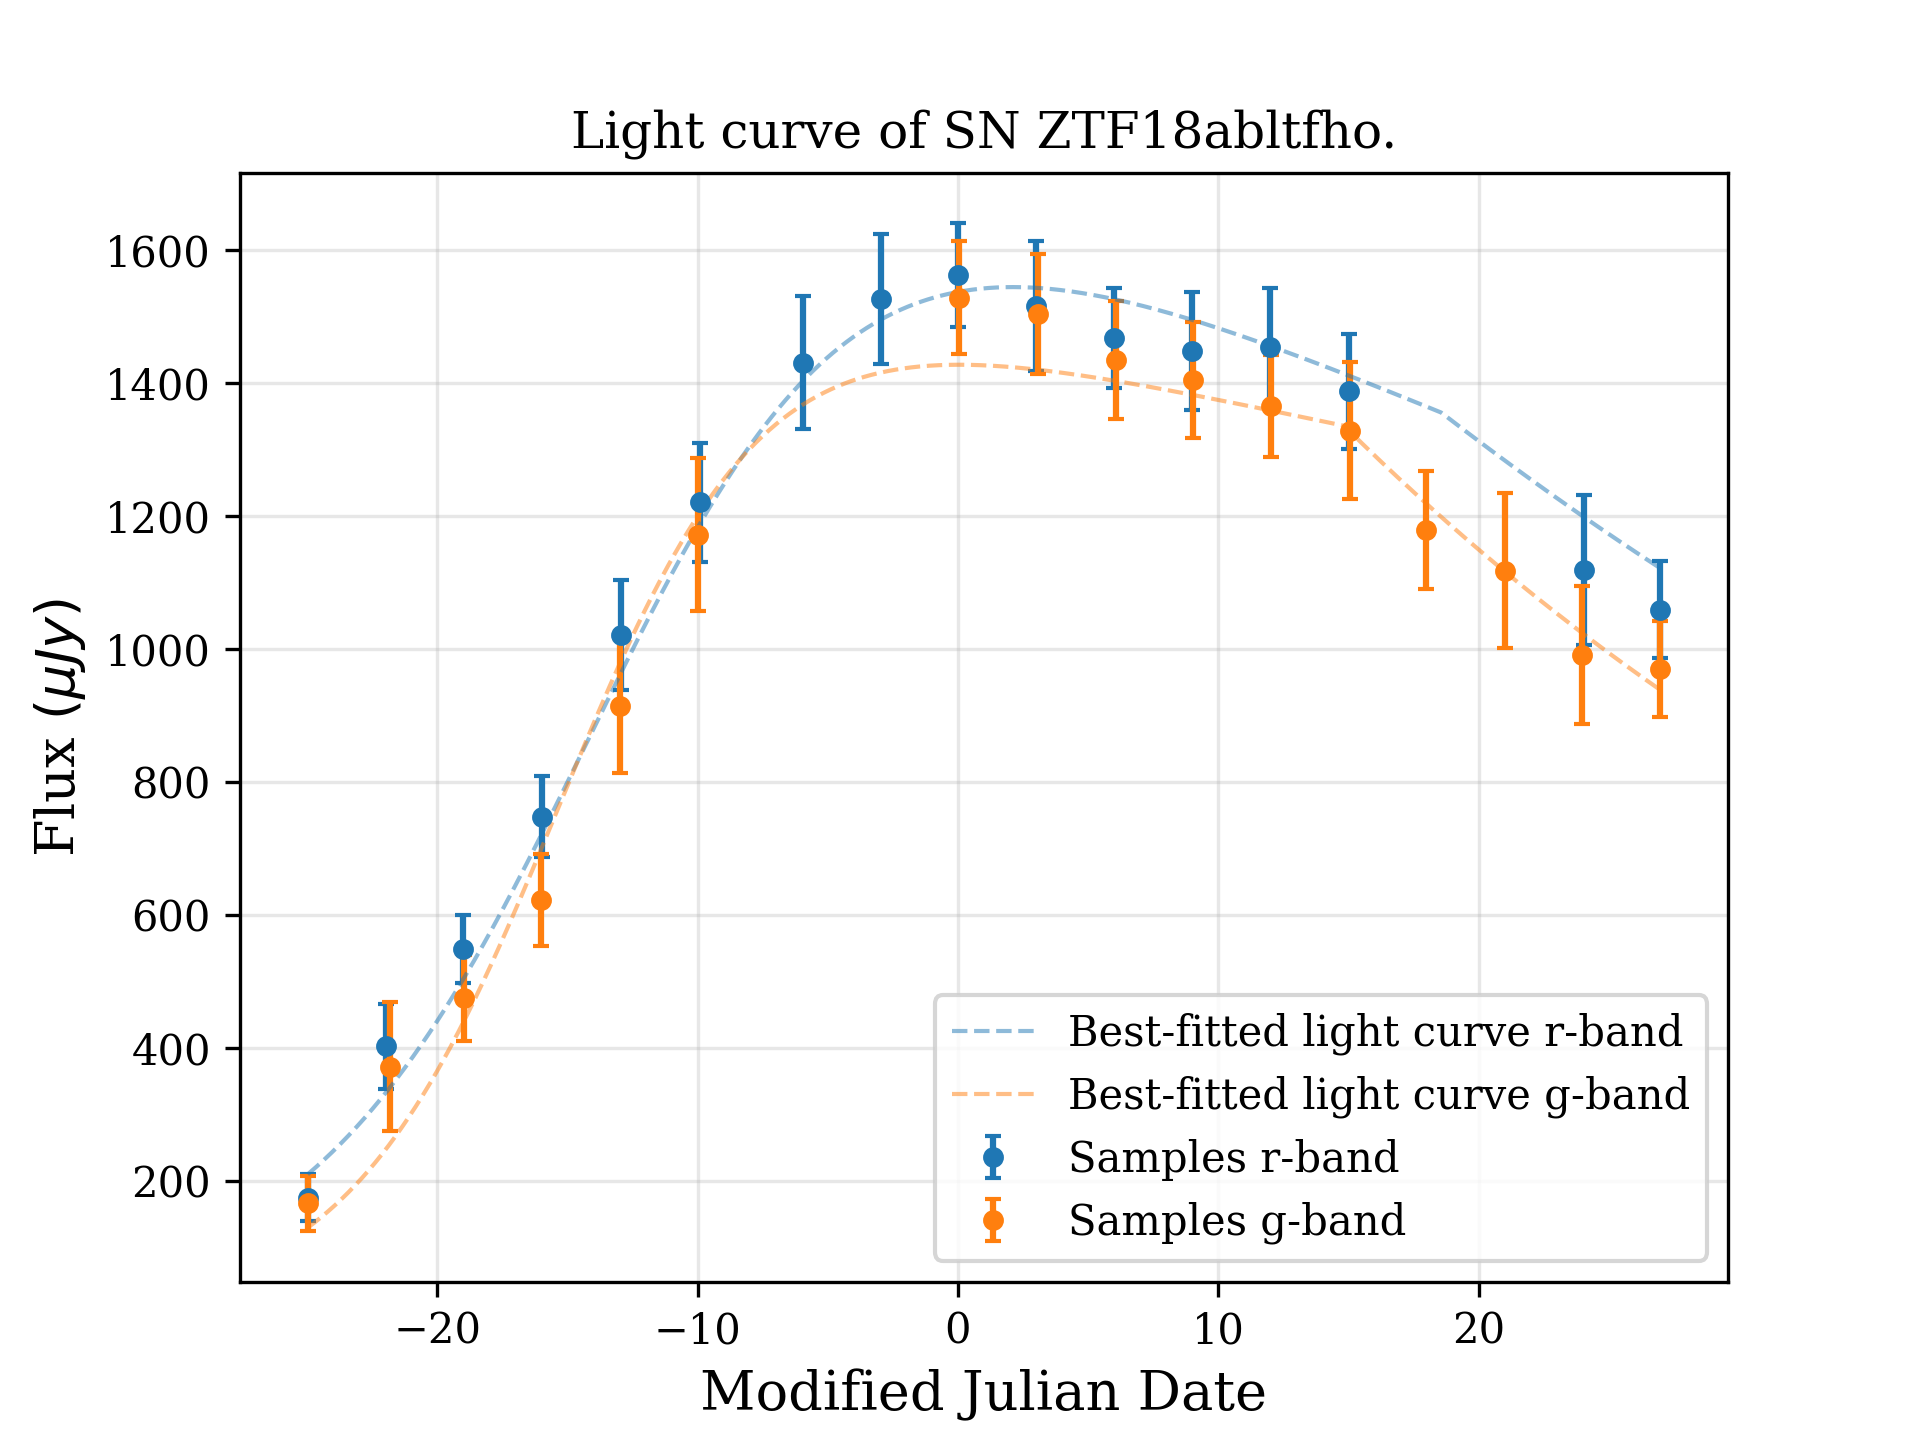 Light curve of SN ZTF18abltfho.
1600
1400
1200
1000
800
600
400
200
Flux (μJy)
−20
−10
0
10
20
Modified Julian Date
Best-fitted light curve r-band
Best-fitted light curve g-band
Samples r-band
Samples g-band